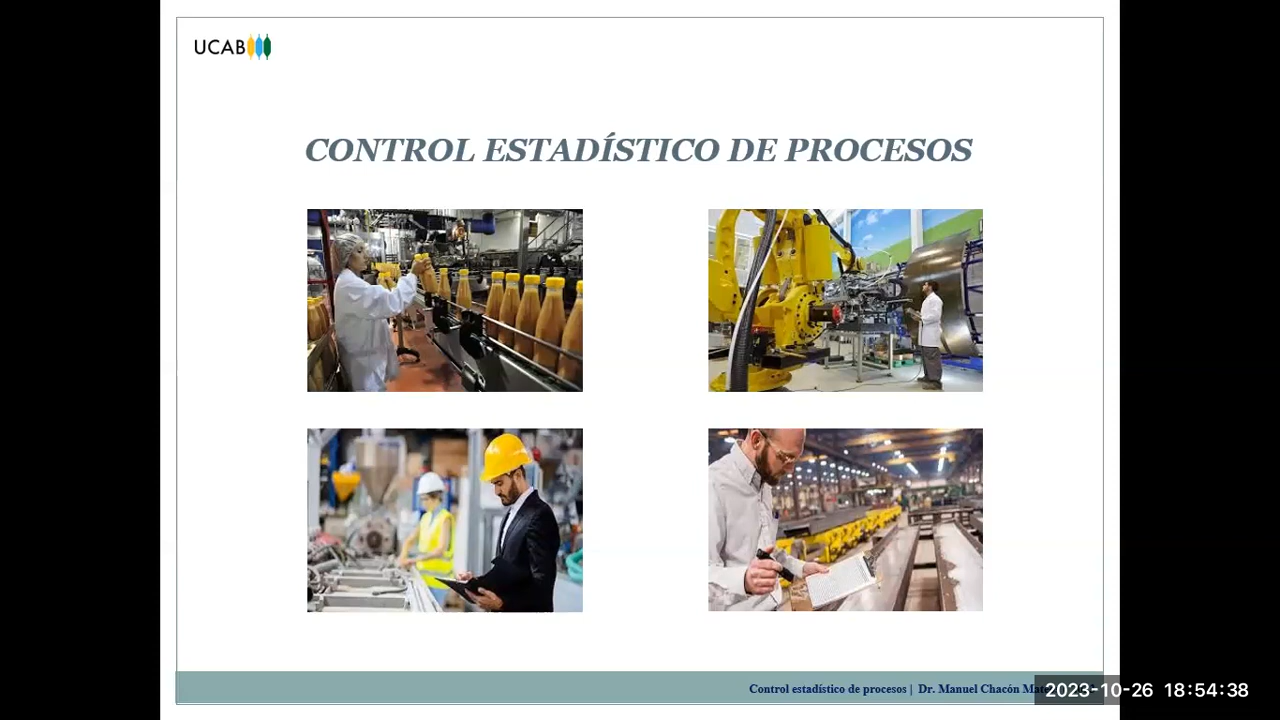 UCAB
CONTROL ESTADÍSTICO DE PROCESOS
Control estadístico de procesos | Dr. Manuel Chacón
2023-10-26 18:54:38